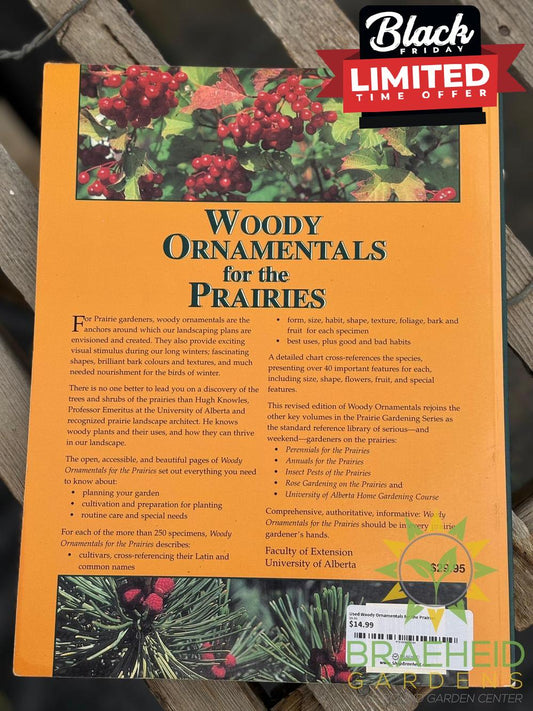 Black
FRIDAY
LIMITED
TIME OFFER
WOODY
ORNAMENTALS
for the
PRAIRIES
For Prairie gardeners, woody ornamentals are the
anchors around which our landscaping plans are
envisioned and created. They also provide exciting
visual stimulus during our long winters; fascinating
shapes, brilliant bark colours and textures, and much
needed nourishment for the birds of winter.
There is no one better to lead you on a discovery of the
trees and shrubs of the prairies than Hugh Knowles,
Professor Emeritus at the University of Alberta and
recognized prairie landscape architect. He knows
woody plants and their uses, and how they can thrive
in our landscape.
The open, accessible, and beautiful pages of Woody
Ornamentals for the Prairies set out everything you need
to know about:
• planning your garden
• cultivation and preparation for planting
• routine care and special needs
For each of the more than 250 specimens, Woody
Ornamentals for the Prairies describes:
• cultivars, cross-referencing their Latin and
common names
• form, size, habit, shape, texture, foliage, bark and
fruit for each specimen
• best uses, plus good and bad habits
A detailed chart cross-references the species,
presenting over 40 important features for each,
including size, shape, flowers, fruit, and special
features.
This revised edition of Woody Ornamentals rejoins the
other key volumes in the Prairie Gardening Series as
the standard reference library of serious—and
weekend—gardeners on the prairies:
• Perennials for the Prairies
• Annuals for the Prairies
• Insect Pests of the Prairies
• Rose Gardening on the Prairies and
• University of Alberta Home Gardening Course
Comprehensive, authoritative, informative: Woody
Ornamentals for the Prairies should be in every prairie
gardener's hands.
Faculty of Extension
University of Alberta
$29.95
Used Woody Ornamentals for the Prairies
$14.99
BRAEHEID
GARDENS
GARDEN CENTER